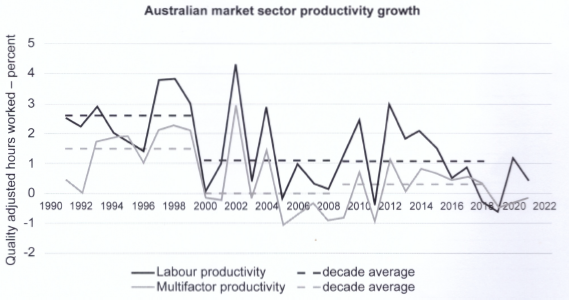 Australian market sector productivity growth
Quality adjusted hours worked – percent
5
4
3
2
1
0
-1
-2
1990 1992 1994 1996 1998 2000 2002 2004 2006 2008 2010 2012 2014 2016 2018 2020 2022
Labour productivity decade average
Multifactor productivity decade average